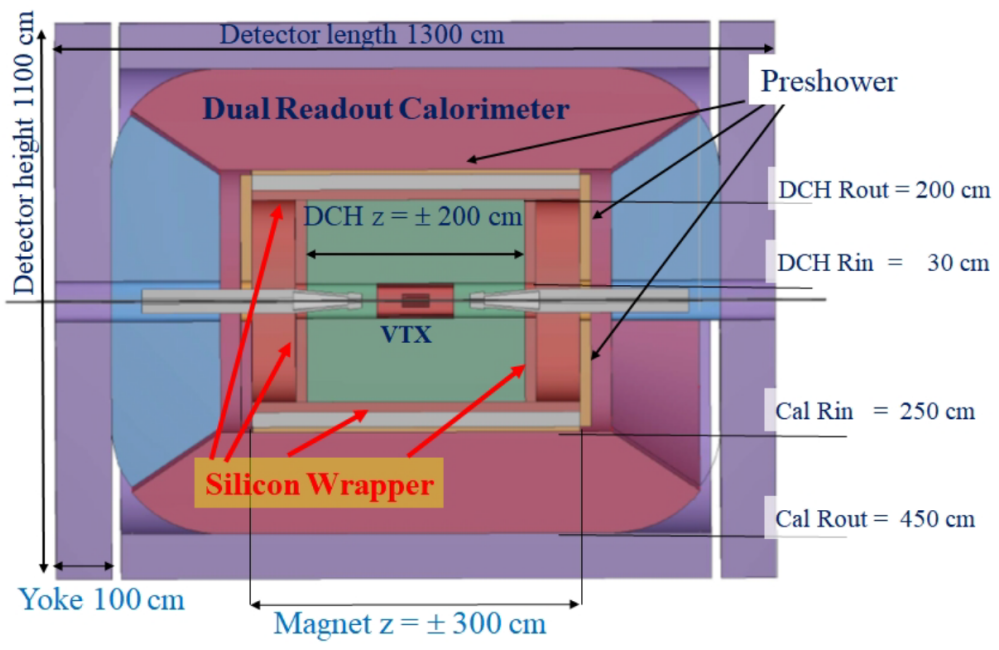 Detector length 1300 cm
Detector height 1100 cm
Preshower
Dual Readout Calorimeter
DCH Rout = 200 cm
DCH z = ± 200 cm
DCH Rin = 30 cm
VTX
Cal Rin = 250 cm
Silicon Wrapper
Cal Rout = 450 cm
Yoke 100 cm
Magnet z = ± 300 cm